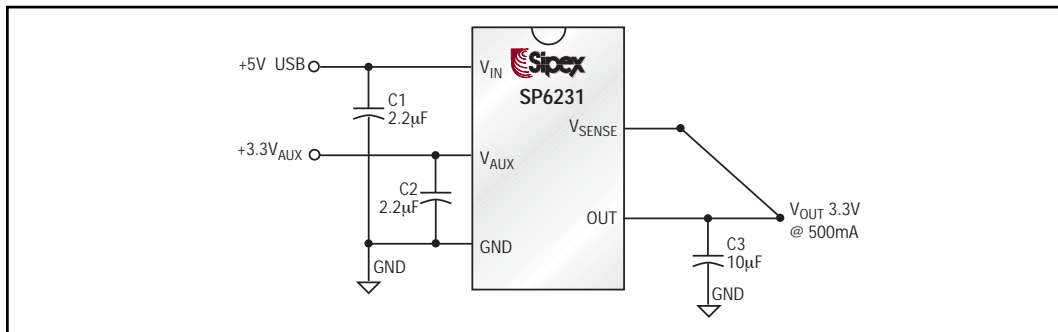 +5V USB
C1
2.2µF
+3.3VAUX
C2
2.2µF
GND
VIN
Sipex
SP6231
VAUX
GND
VSENSE
OUT
VOUT 3.3V
@ 500mA
C3
10µF
GND